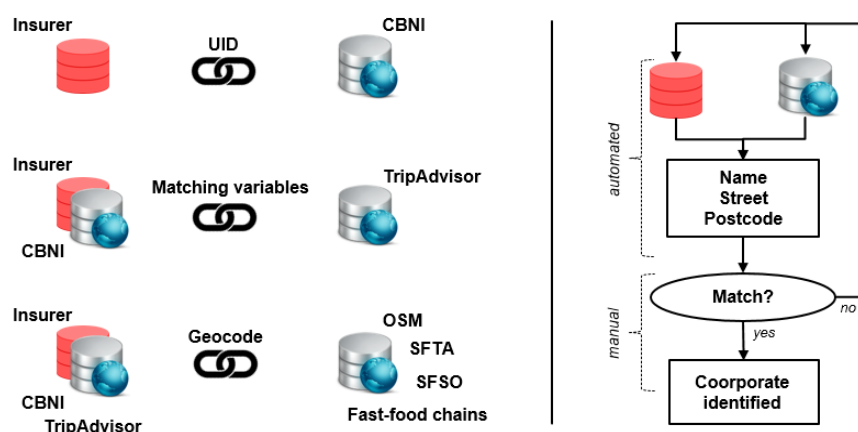 Insurer
UID
CBNI
Insurer
Matching variables
TripAdvisor
CBNI
Insurer
Geocode
OSM
SFTA
SFSO
CBNI
TripAdvisor
Fast-food chains
automated
Name
Street
Postcode
manual
Match?
no
yes
Coorporate
identified